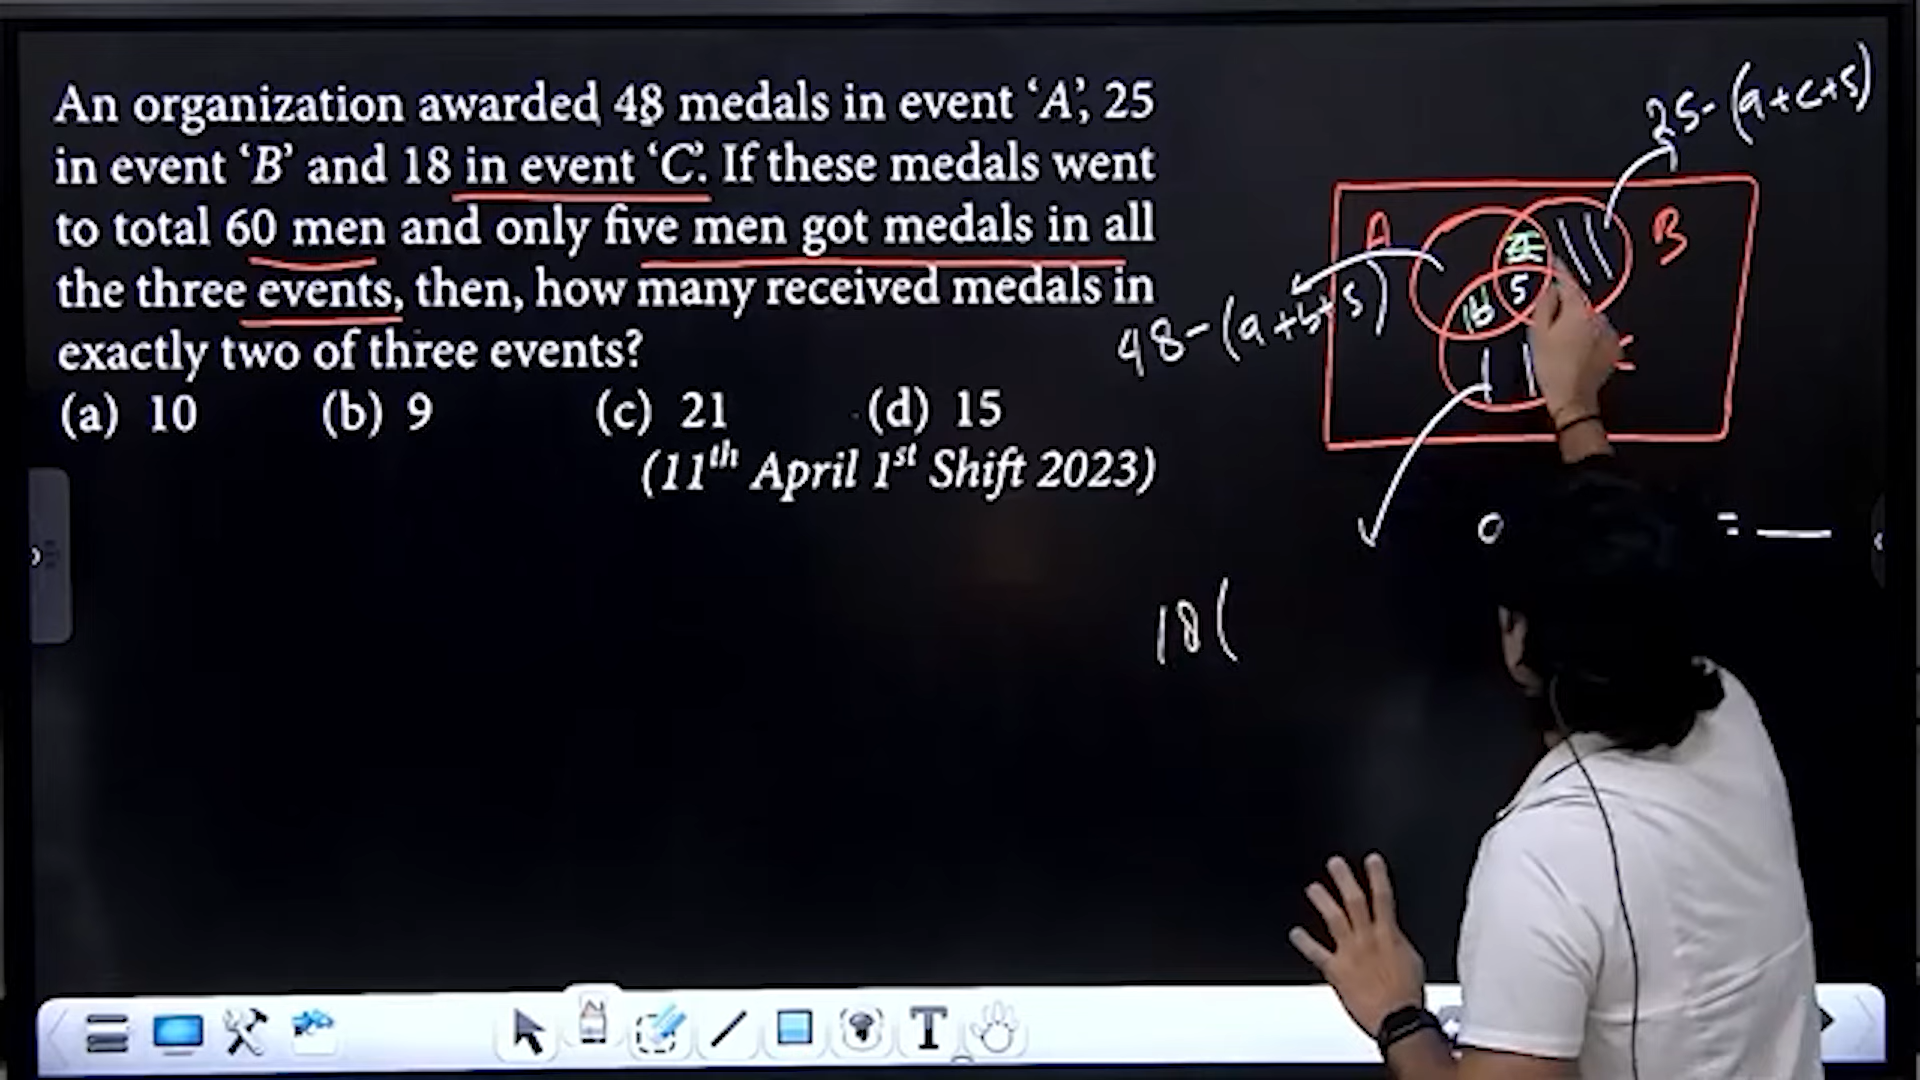 An organization awarded 48 medals in event ‘A’, 25
in event ‘B’ and 18 in event ‘C’. If these medals went
to total 60 men and only five men got medals in all
the three events, then, how many received medals in
exactly two of three events?
(a) 10 (b) 9 (c) 21 (d) 15
(11th April 1st Shift 2023)
25-(a+c+5)
A
B
5
b
48-(a+b+5)
=
18(
T